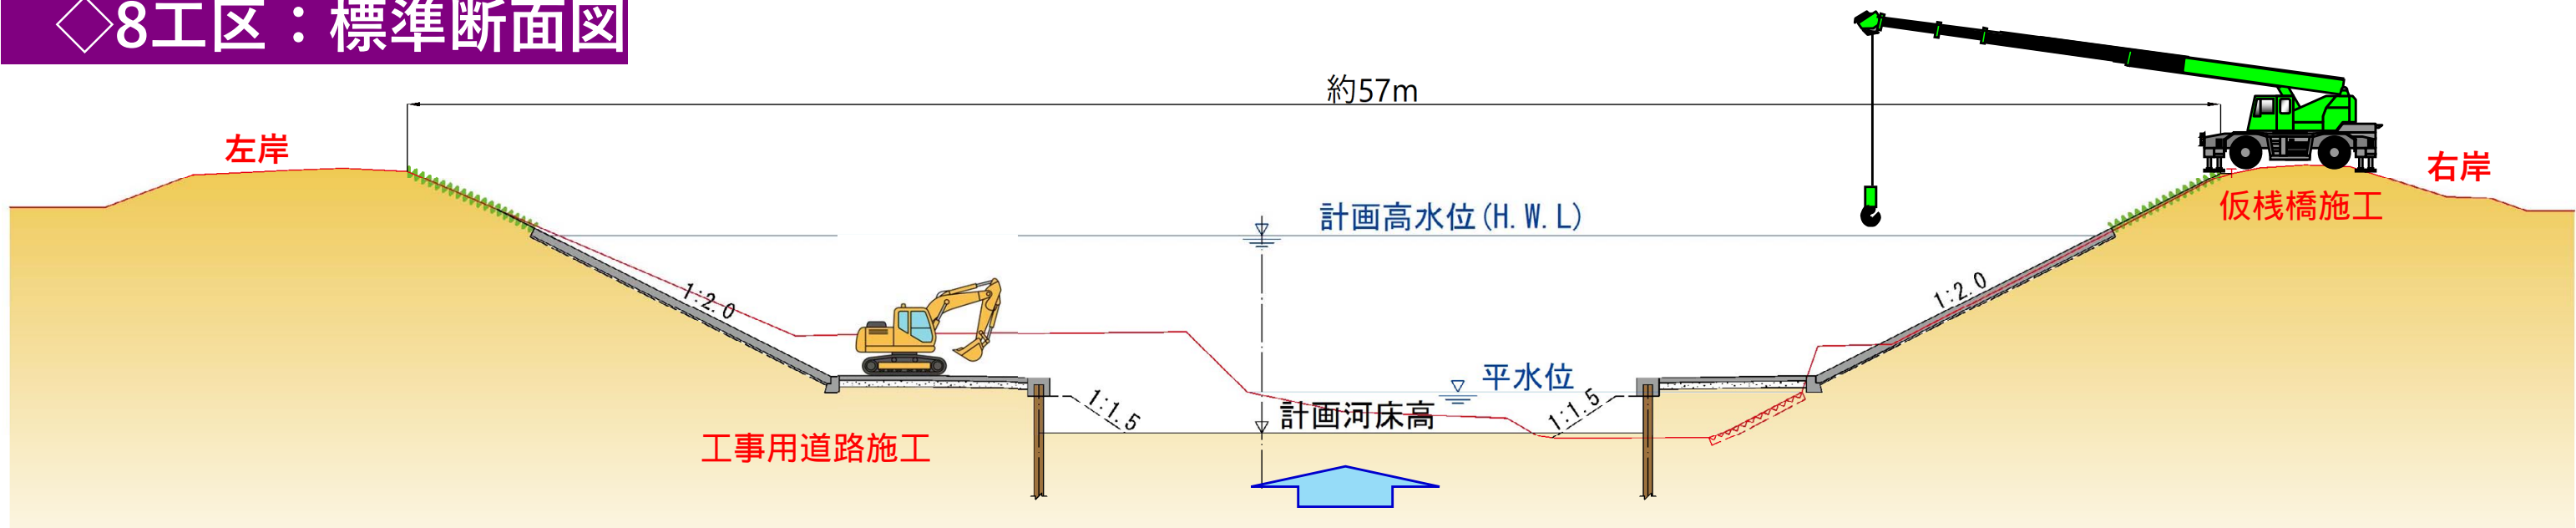 ◇8工区：標準断面図
約57m
左岸
右岸
仮桟橋施工
計画高水位(H.W.L)
1:2.0
1:2.0
平水位
計画河床高
1:1.5
1:1.5
工事用道路施工